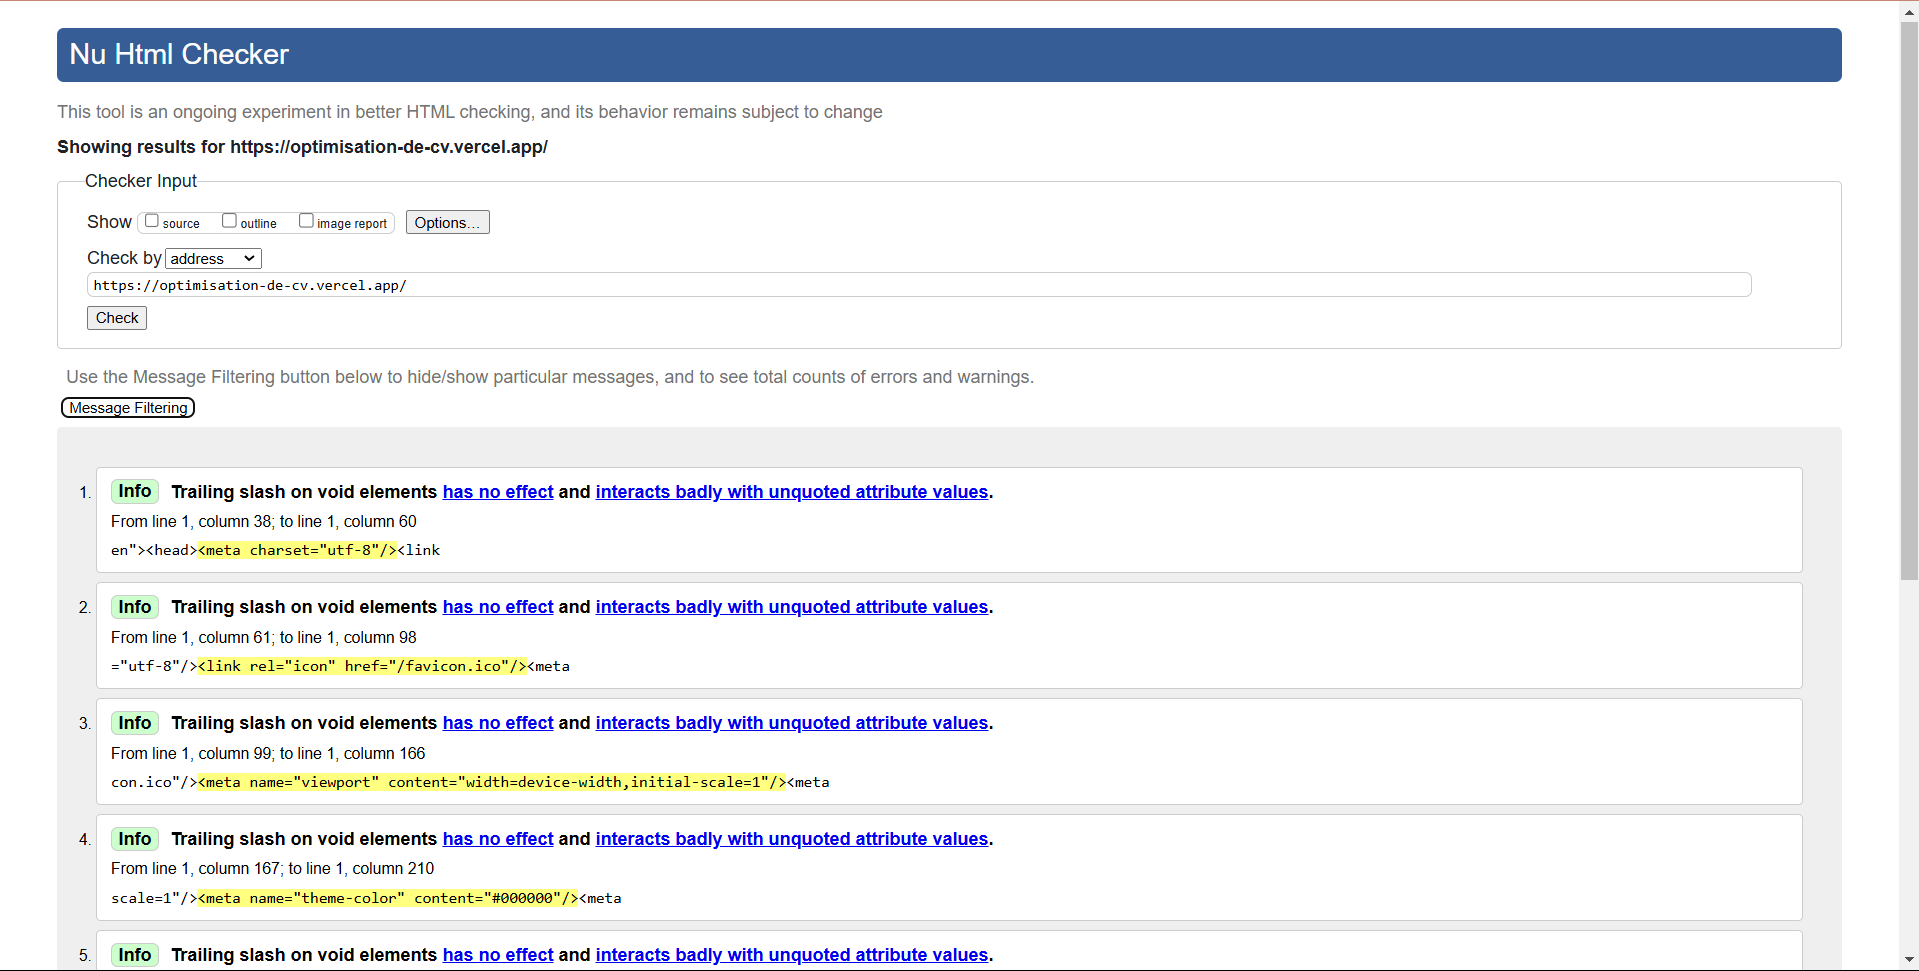 Nu Html Checker
This tool is an ongoing experiment in better HTML checking, and its behavior remains subject to change
Showing results for https://optimisation-de-cv.vercel.app/
Checker Input
Show source outline image report Options...
Check by address
https://optimisation-de-cv.vercel.app/
Check
Use the Message Filtering button below to hide/show particular messages, and to see total counts of errors and warnings.
Message Filtering
1. Info Trailing slash on void elements has no effect and interacts badly with unquoted attribute values.
From line 1, column 38; to line 1, column 60
en"><head><meta charset="utf-8"/><link
2. Info Trailing slash on void elements has no effect and interacts badly with unquoted attribute values.
From line 1, column 61; to line 1, column 98
="utf-8"/><link rel="icon" href="/favicon.ico"/><meta
3. Info Trailing slash on void elements has no effect and interacts badly with unquoted attribute values.
From line 1, column 99; to line 1, column 166
con.ico"/><meta name="viewport" content="width=device-width,initial-scale=1"/><meta
4. Info Trailing slash on void elements has no effect and interacts badly with unquoted attribute values.
From line 1, column 167; to line 1, column 210
scale=1"/><meta name="theme-color" content="#000000"/><meta
5. Info Trailing slash on void elements has no effect and interacts badly with unquoted attribute values.